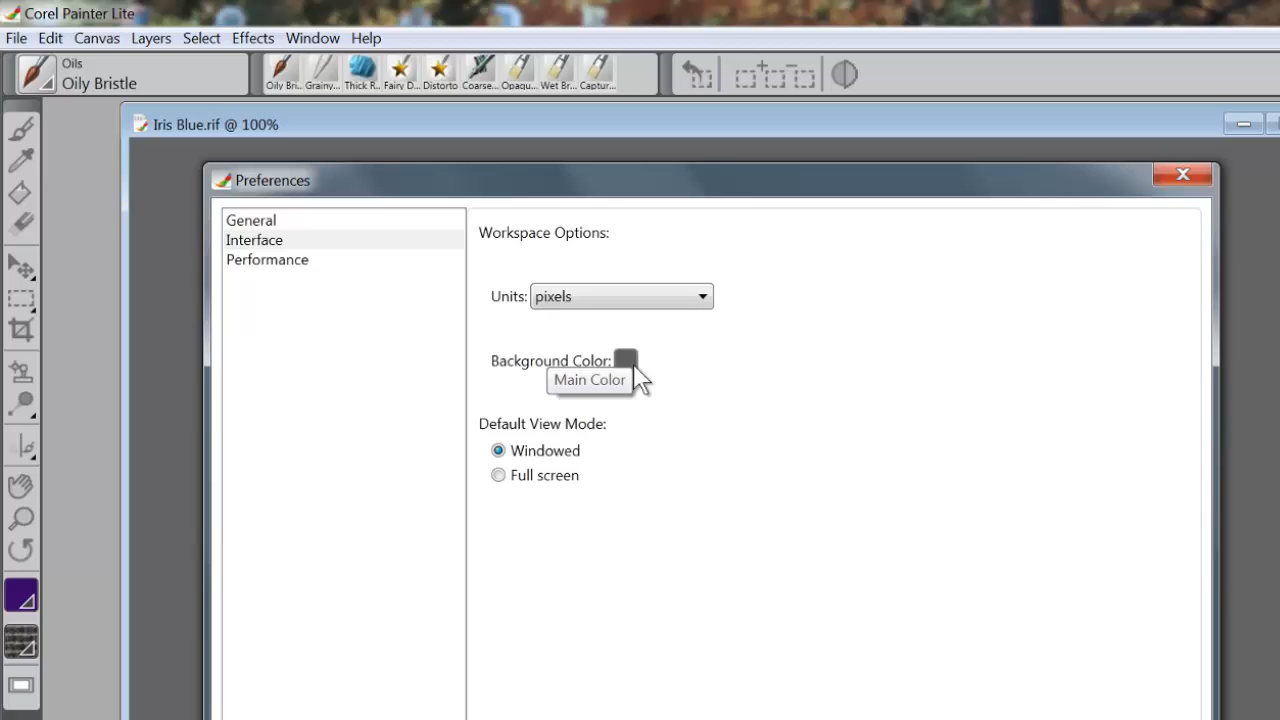 Corel Painter Lite
File Edit Canvas Layers Select Effects Window Help
Oils
Oily Bristle
Oily Bri... Grainy... Thick R... Fairy D... Distorto Coarse... Opaqu... Wet Br... Captur...
Iris Blue.rif @ 100%
Preferences
General
Interface
Performance
Workspace Options:
Units: pixels
Background Color:
Main Color
Default View Mode:
Windowed
Full screen